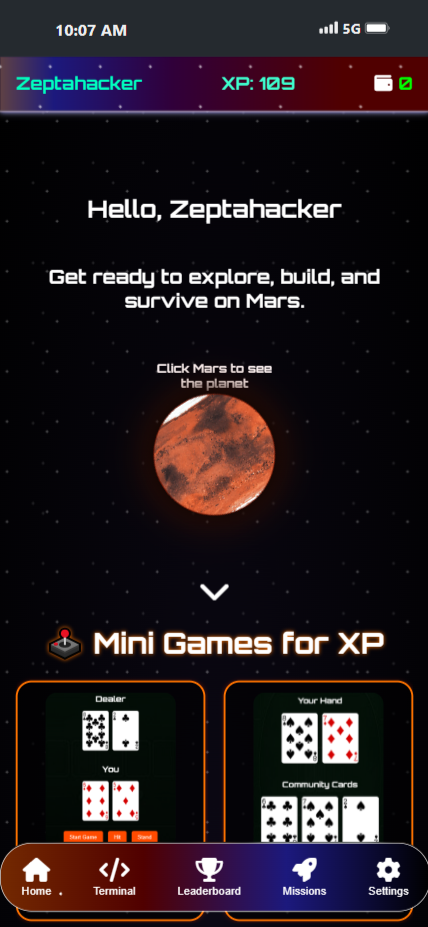 10:07 AM
5G
Zeptahacker XP: 109 0
Hello, Zeptahacker
Get ready to explore, build, and
survive on Mars.
Click Mars to see
the planet
Mini Games for XP
Dealer
You
Start Game Hit Stand
Your Hand
Community Cards
Home Terminal Leaderboard Missions Settings